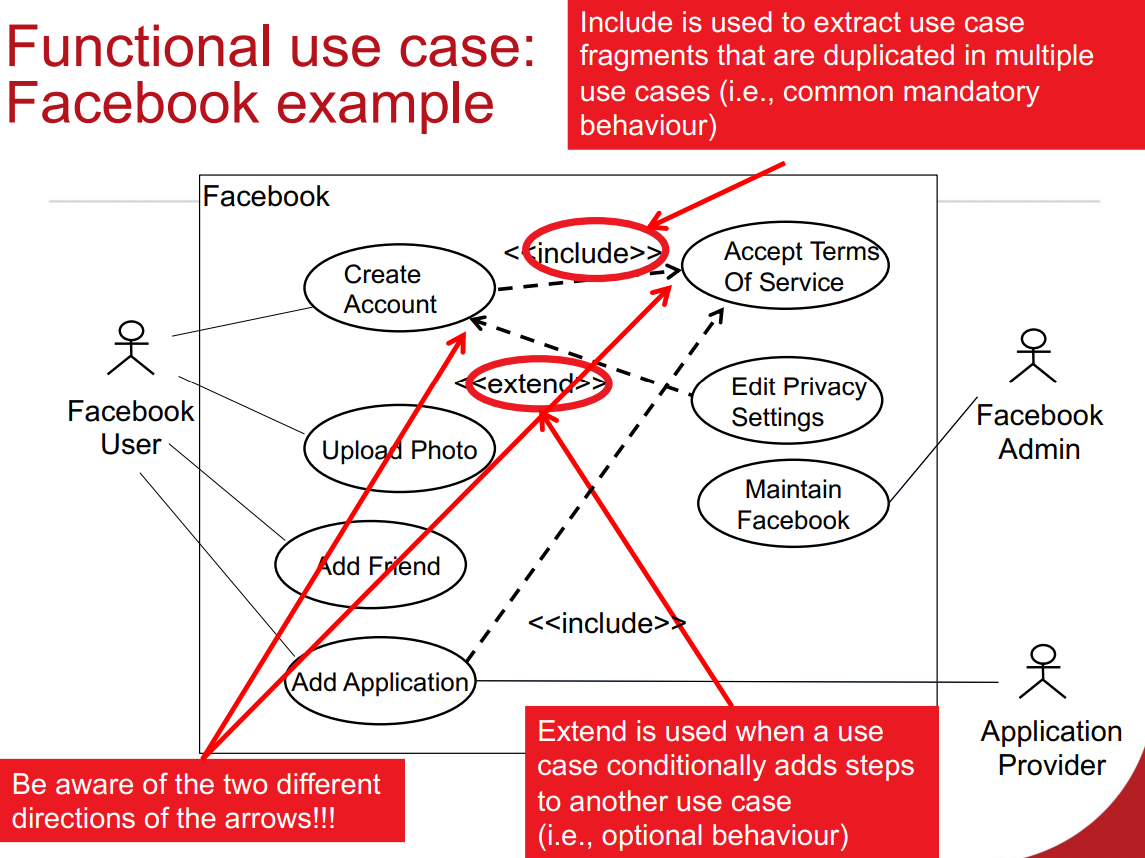 Functional use case:
Facebook example
Include is used to extract use case
fragments that are duplicated in multiple
use cases (i.e., common mandatory
behaviour)
Facebook
<<include>>
Accept Terms
Of Service
Create
Account
<<extend>>
Edit Privacy
Settings
Facebook
User
Facebook
Admin
Upload Photo
Maintain
Facebook
Add Friend
<<include>>
Add Application
Application
Provider
Extend is used when a use
case conditionally adds steps
to another use case
(i.e., optional behaviour)
Be aware of the two different
directions of the arrows!!!